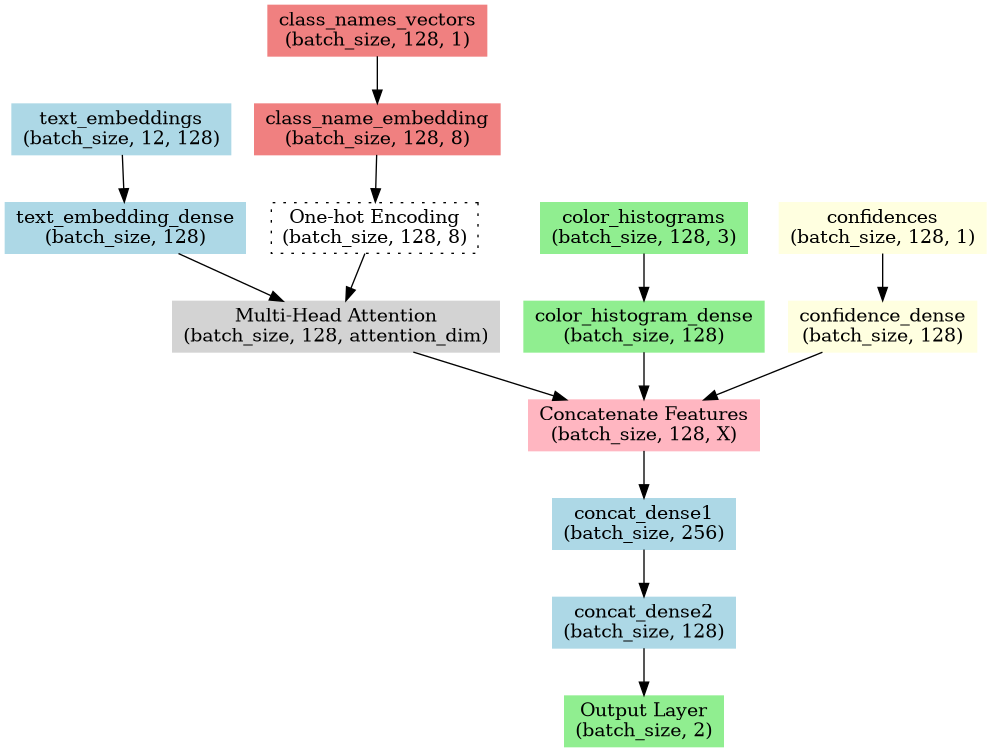 class_names_vectors
(batch_size, 128, 1)
text_embeddings
(batch_size, 12, 128)
class_name_embedding
(batch_size, 128, 8)
text_embedding_dense
(batch_size, 128)
One-hot Encoding
(batch_size, 128, 8)
color_histograms
(batch_size, 128, 3)
confidences
(batch_size, 128, 1)
Multi-Head Attention
(batch_size, 128, attention_dim)
color_histogram_dense
(batch_size, 128)
confidence_dense
(batch_size, 128)
Concatenate Features
(batch_size, 128, X)
concat_dense1
(batch_size, 256)
concat_dense2
(batch_size, 128)
Output Layer
(batch_size, 2)